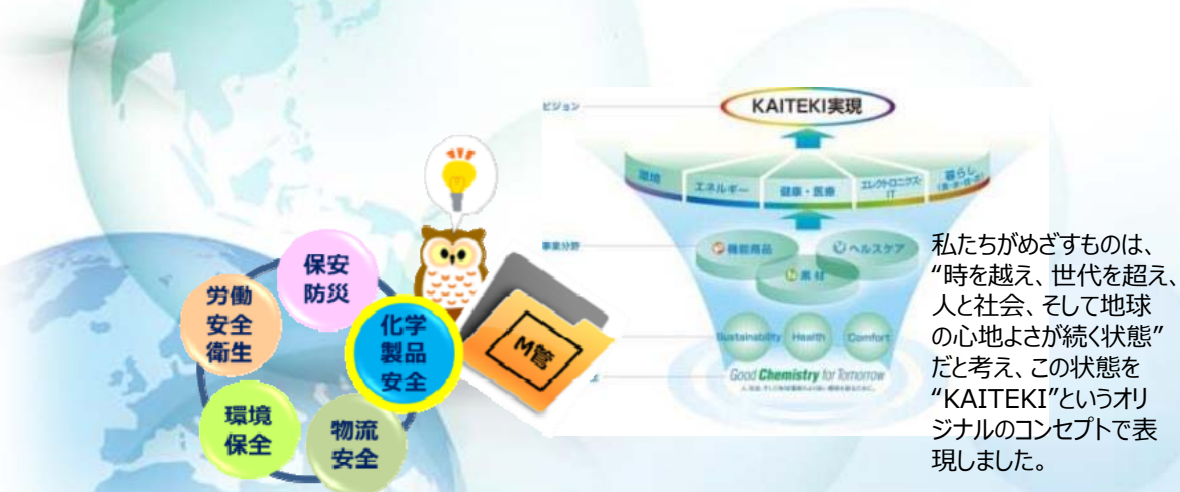 ビジョン
KAITEKI実現
環境
エネルギー
健康・医療
エレクトロニクス・
IT
暮らし
(食・水・住・衣)
事業分野
機能商品
ヘルスケア
素材
Sustainability
Health
Comfort
Good Chemistry for Tomorrow
保安
防災
労働
安全
衛生
化学
製品
安全
環境
保全
物流
安全
M管
私たちがめざすものは、
“時を越え、世代を超え、
人と社会、そして地球
の心地よさが続く状態”
だと考え、この状態を
“KAITEKI”というオリ
ジナルのコンセプトで表
現しました。